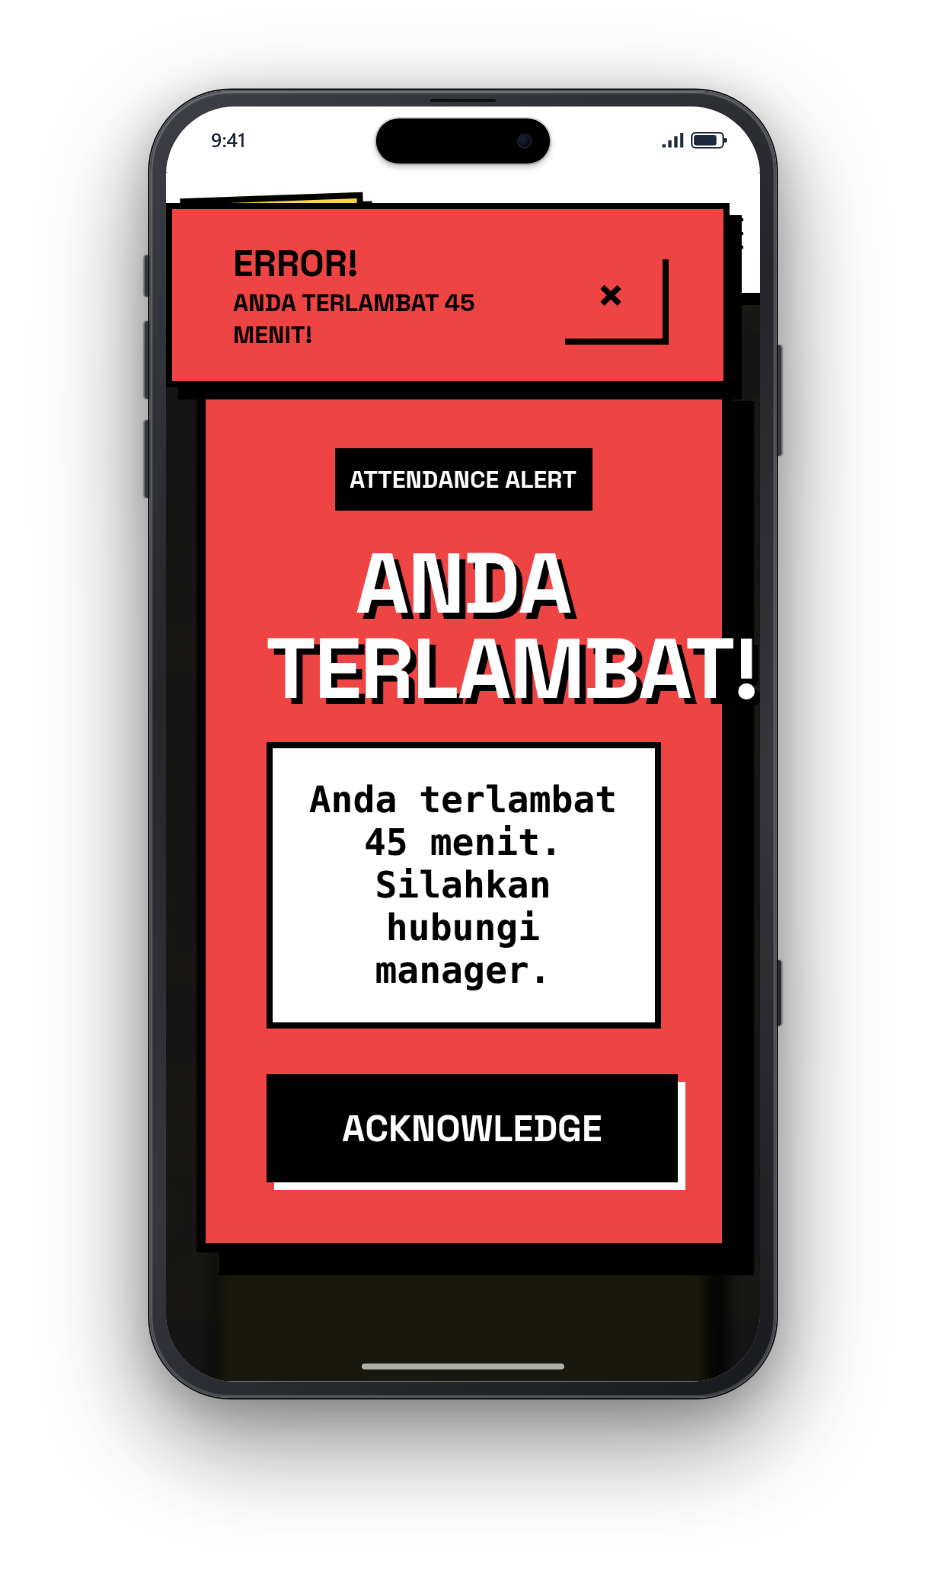 9:41
ERROR!
ANDA TERLAMBAT 45
MENIT!
×
ATTENDANCE ALERT
ANDA
TERLAMBAT!
Anda terlambat
45 menit.
Silahkan
hubungi
manager.
ACKNOWLEDGE